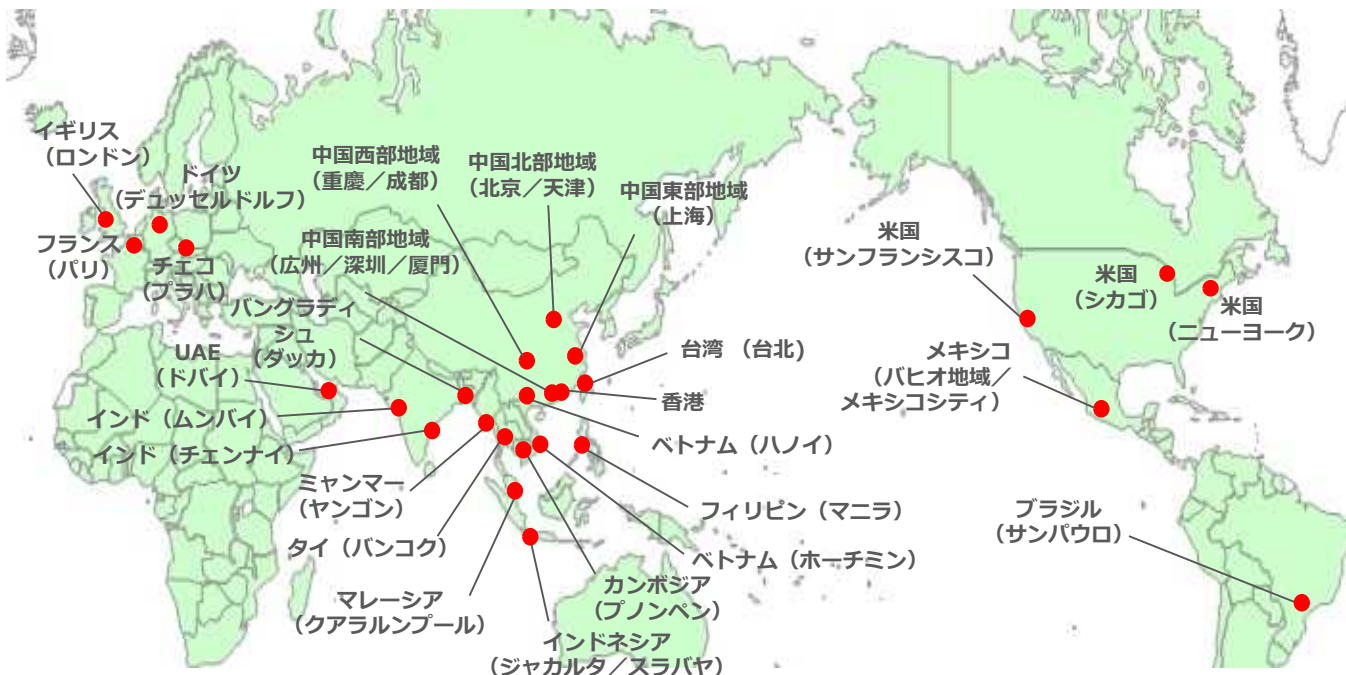 イギリス
（ロンドン）
ドイツ
（デュッセルドルフ）
フランス
（パリ）
チェコ
（プラハ）
中国西部地域
（重慶／成都）
中国北部地域
（北京／天津）
中国東部地域
（上海）
中国南部地域
（広州／深圳／厦門）
バングラディ
シュ
（ダッカ）
UAE
（ドバイ）
インド（ムンバイ）
インド（チェンナイ）
ミャンマー
（ヤンゴン）
タイ（バンコク）
マレーシア
（クアラルンプール）
台湾 （台北)
香港
ベトナム（ハノイ）
フィリピン（マニラ）
ベトナム（ホーチミン）
カンボジア
（プノンペン）
インドネシア
（ジャカルタ／スラバヤ）
米国
（サンフランシスコ）
米国
（シカゴ）
米国
（ニューヨーク）
メキシコ
（バヒオ地域／
メキシコシティ）
ブラジル
（サンパウロ）